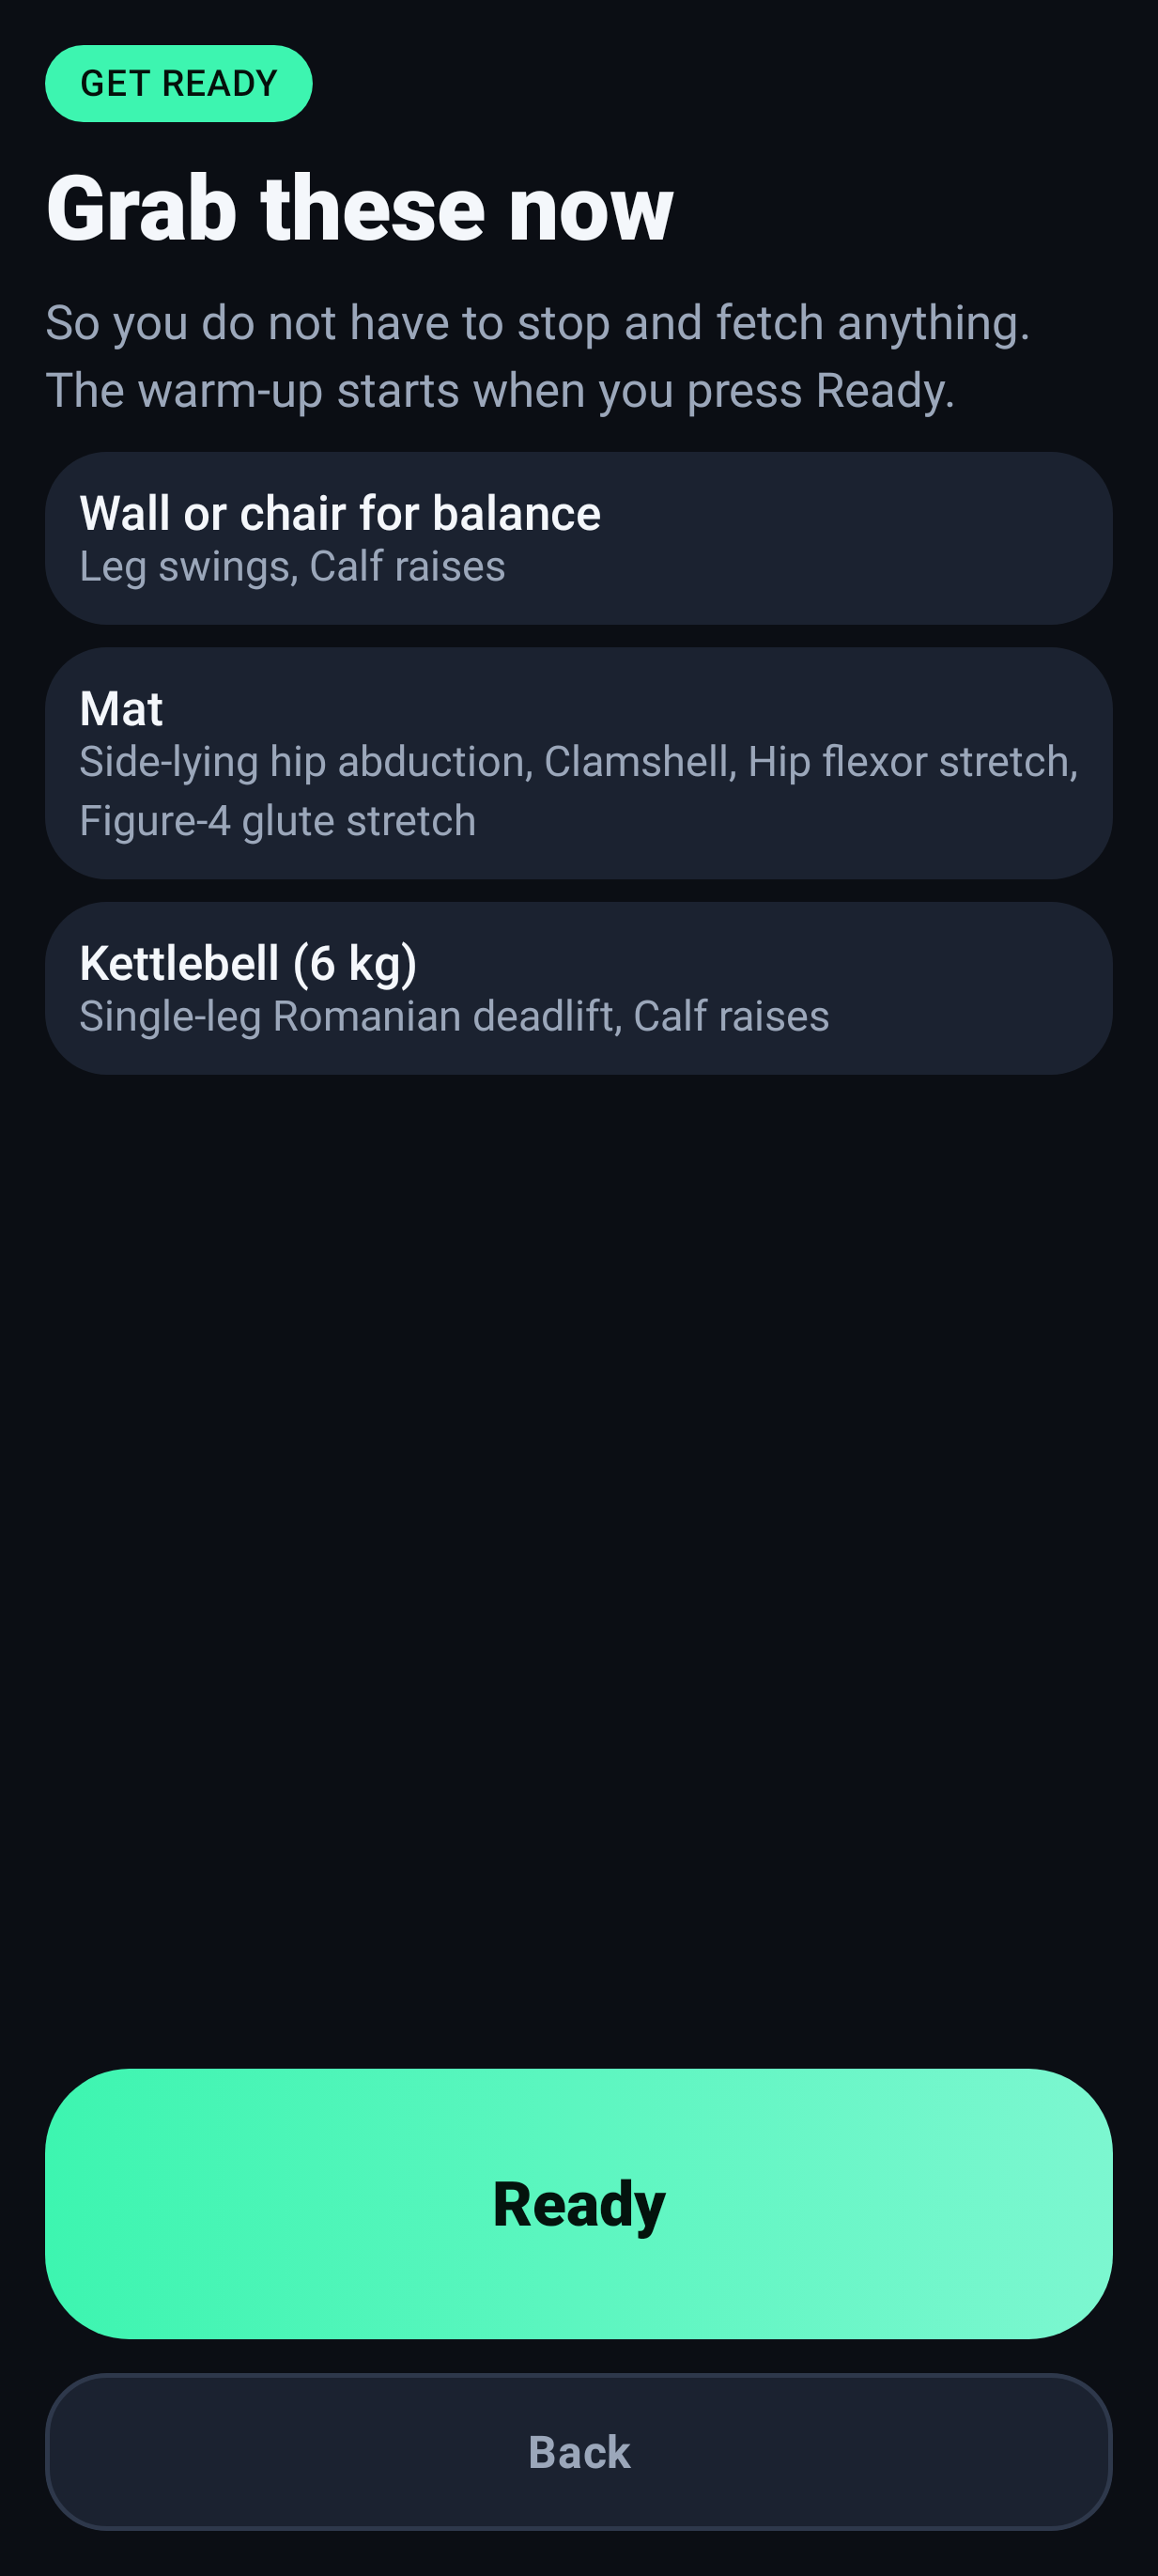 GET READY
Grab these now
So you do not have to stop and fetch anything.
The warm-up starts when you press Ready.
Wall or chair for balance
Leg swings, Calf raises
Mat
Side-lying hip abduction, Clamshell, Hip flexor stretch,
Figure-4 glute stretch
Kettlebell (6 kg)
Single-leg Romanian deadlift, Calf raises
Ready
Back